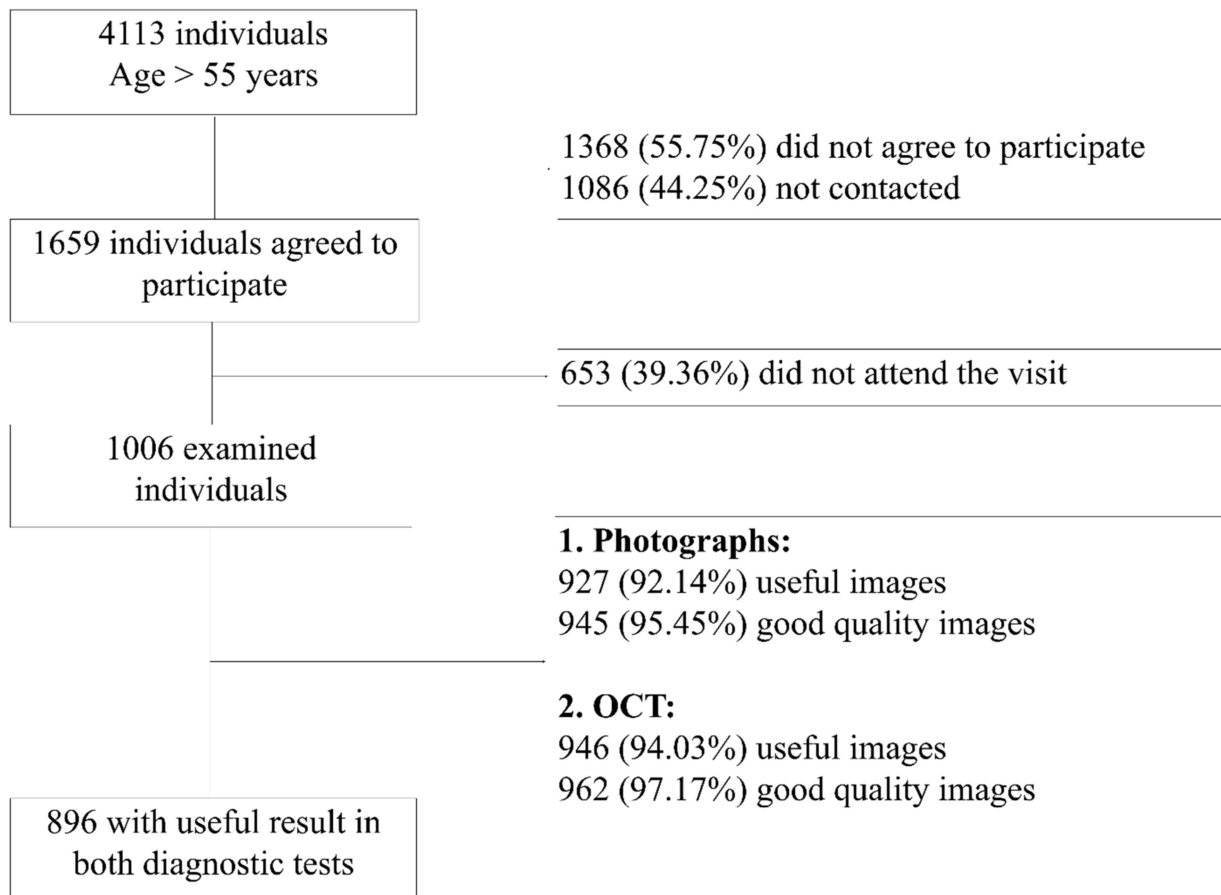 4113 individuals
Age > 55 years
1368 (55.75%) did not agree to participate
1086 (44.25%) not contacted
1659 individuals agreed to
participate
653 (39.36%) did not attend the visit
1006 examined
individuals
1. Photographs:
927 (92.14%) useful images
945 (95.45%) good quality images
2. OCT:
946 (94.03%) useful images
962 (97.17%) good quality images
896 with useful result in
both diagnostic tests